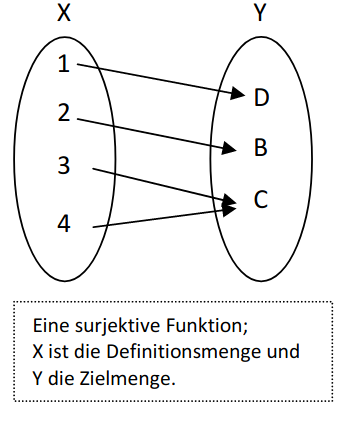 X Y
1
D
2
B
3
C
4
Eine surjektive Funktion;
X ist die Definitionsmenge und
Y die Zielmenge.